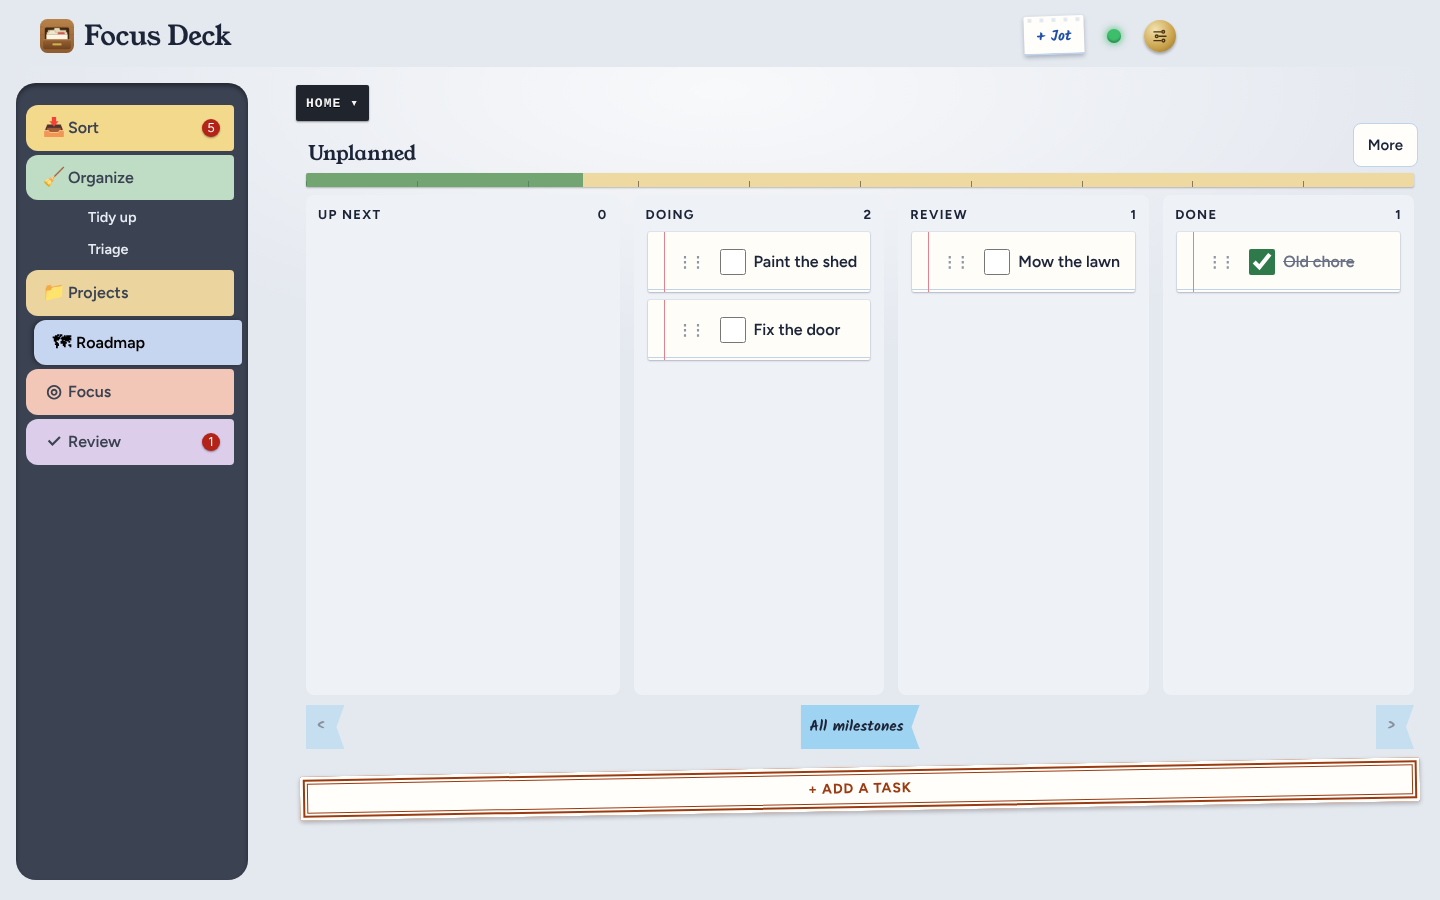 Focus Deck
+ Jot
Sort 5
Organize
Tidy up
Triage
Projects
Roadmap
Focus
Review 1
HOME ▾
Unplanned
More
UP NEXT 0
DOING 2
Paint the shed
Fix the door
REVIEW 1
Mow the lawn
DONE 1
Old chore
<
All milestones
>
+ ADD A TASK